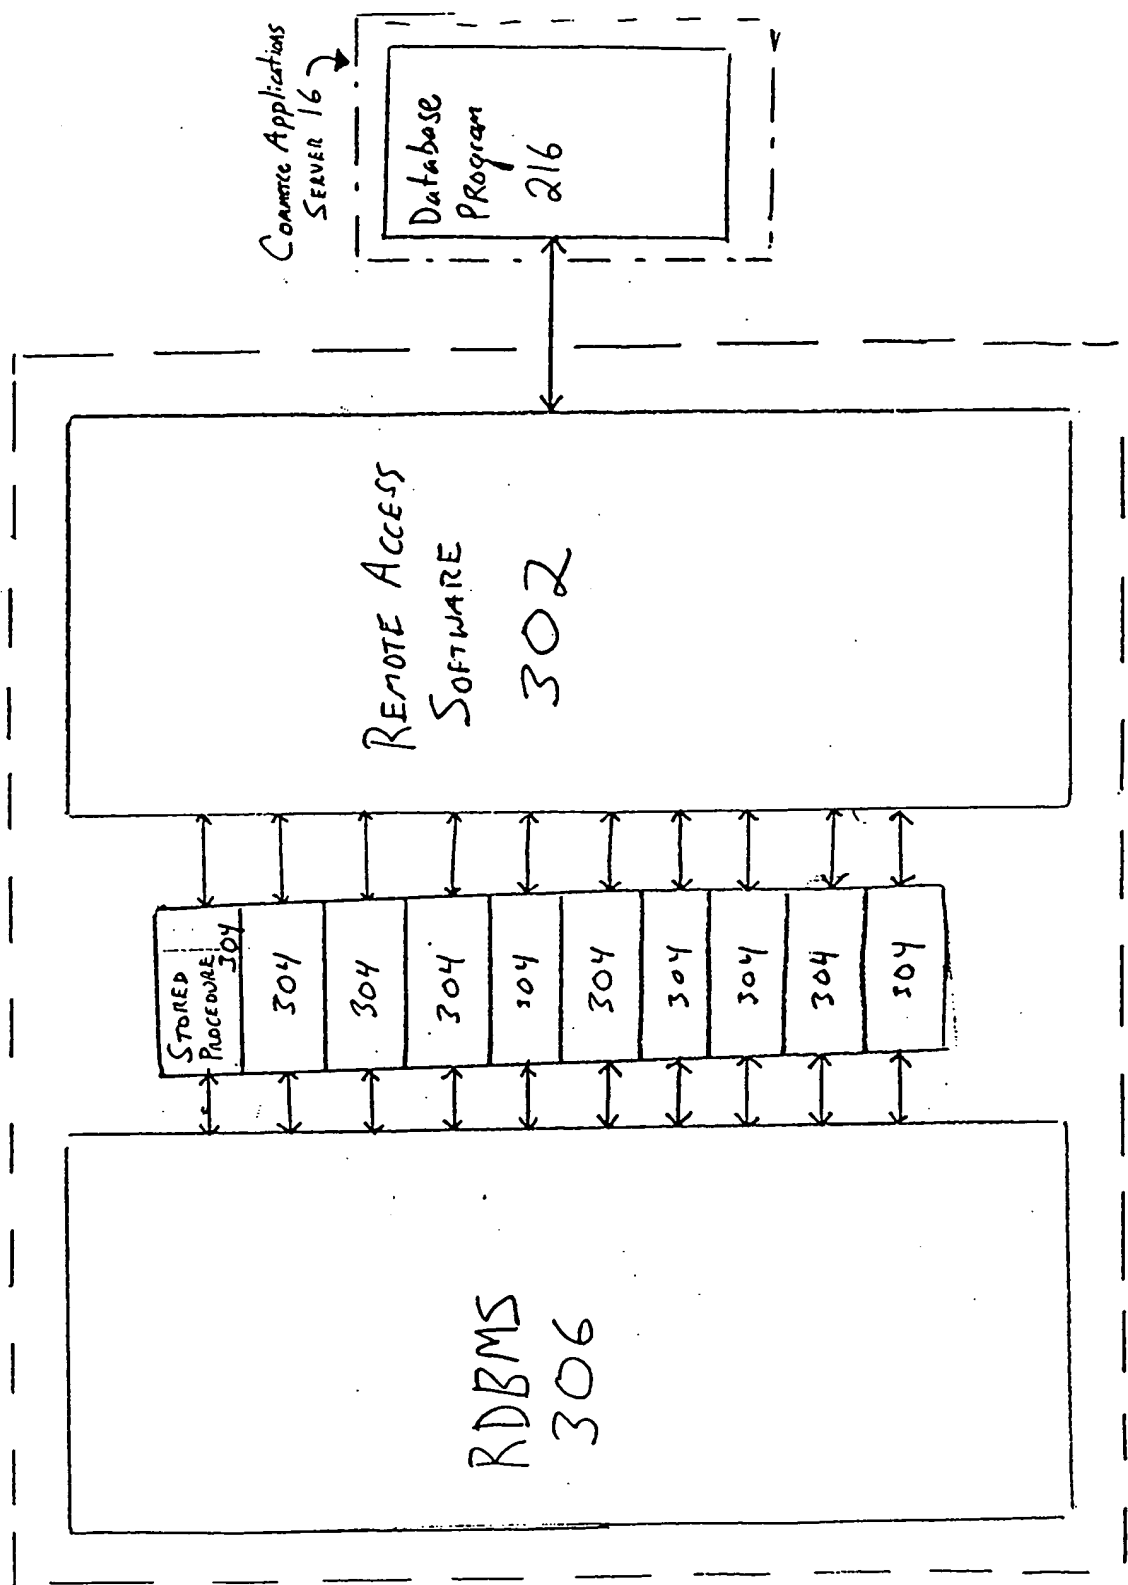 Commerce Applications
SERVER 16
Database
PROgram
216
REMOTE ACCESS
SOFTWARE
302
STORED
PROCEDURE
304
304
304
304
304
304
304
304
304
304
RDBMS
306